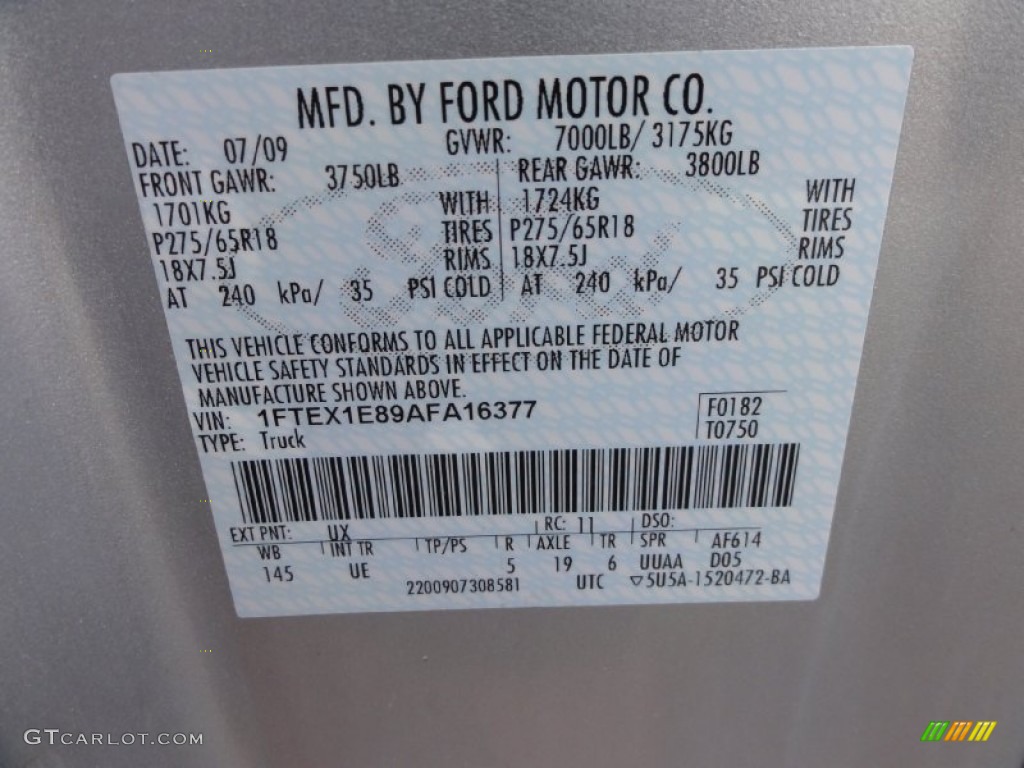 MFD. BY FORD MOTOR CO.
DATE: 07/09 GVWR: 7000LB/ 3175KG
FRONT GAWR: 3750LB REAR GAWR: 3800LB
1701KG WITH 1724KG WITH
P275/65R18 TIRES P275/65R18 TIRES
18X7.5J RIMS 18X7.5J RIMS
AT 240 kPa/ 35 PSI COLD AT 240 kPa/ 35 PSI COLD
THIS VEHICLE CONFORMS TO ALL APPLICABLE FEDERAL MOTOR
VEHICLE SAFETY STANDARDS IN EFFECT ON THE DATE OF
MANUFACTURE SHOWN ABOVE.
VIN: 1FTEX1E89AFA16377 F0182
TYPE: Truck T0750
EXT PNT: UX RC: 11 DSO:
WB INT TR TP/PS R AXLE TR SPR AF614
145 UE 5 19 6 UUAA D05
2200907308581 UTC ▽5U5A-1520472-BA
GTCARLOT.COM